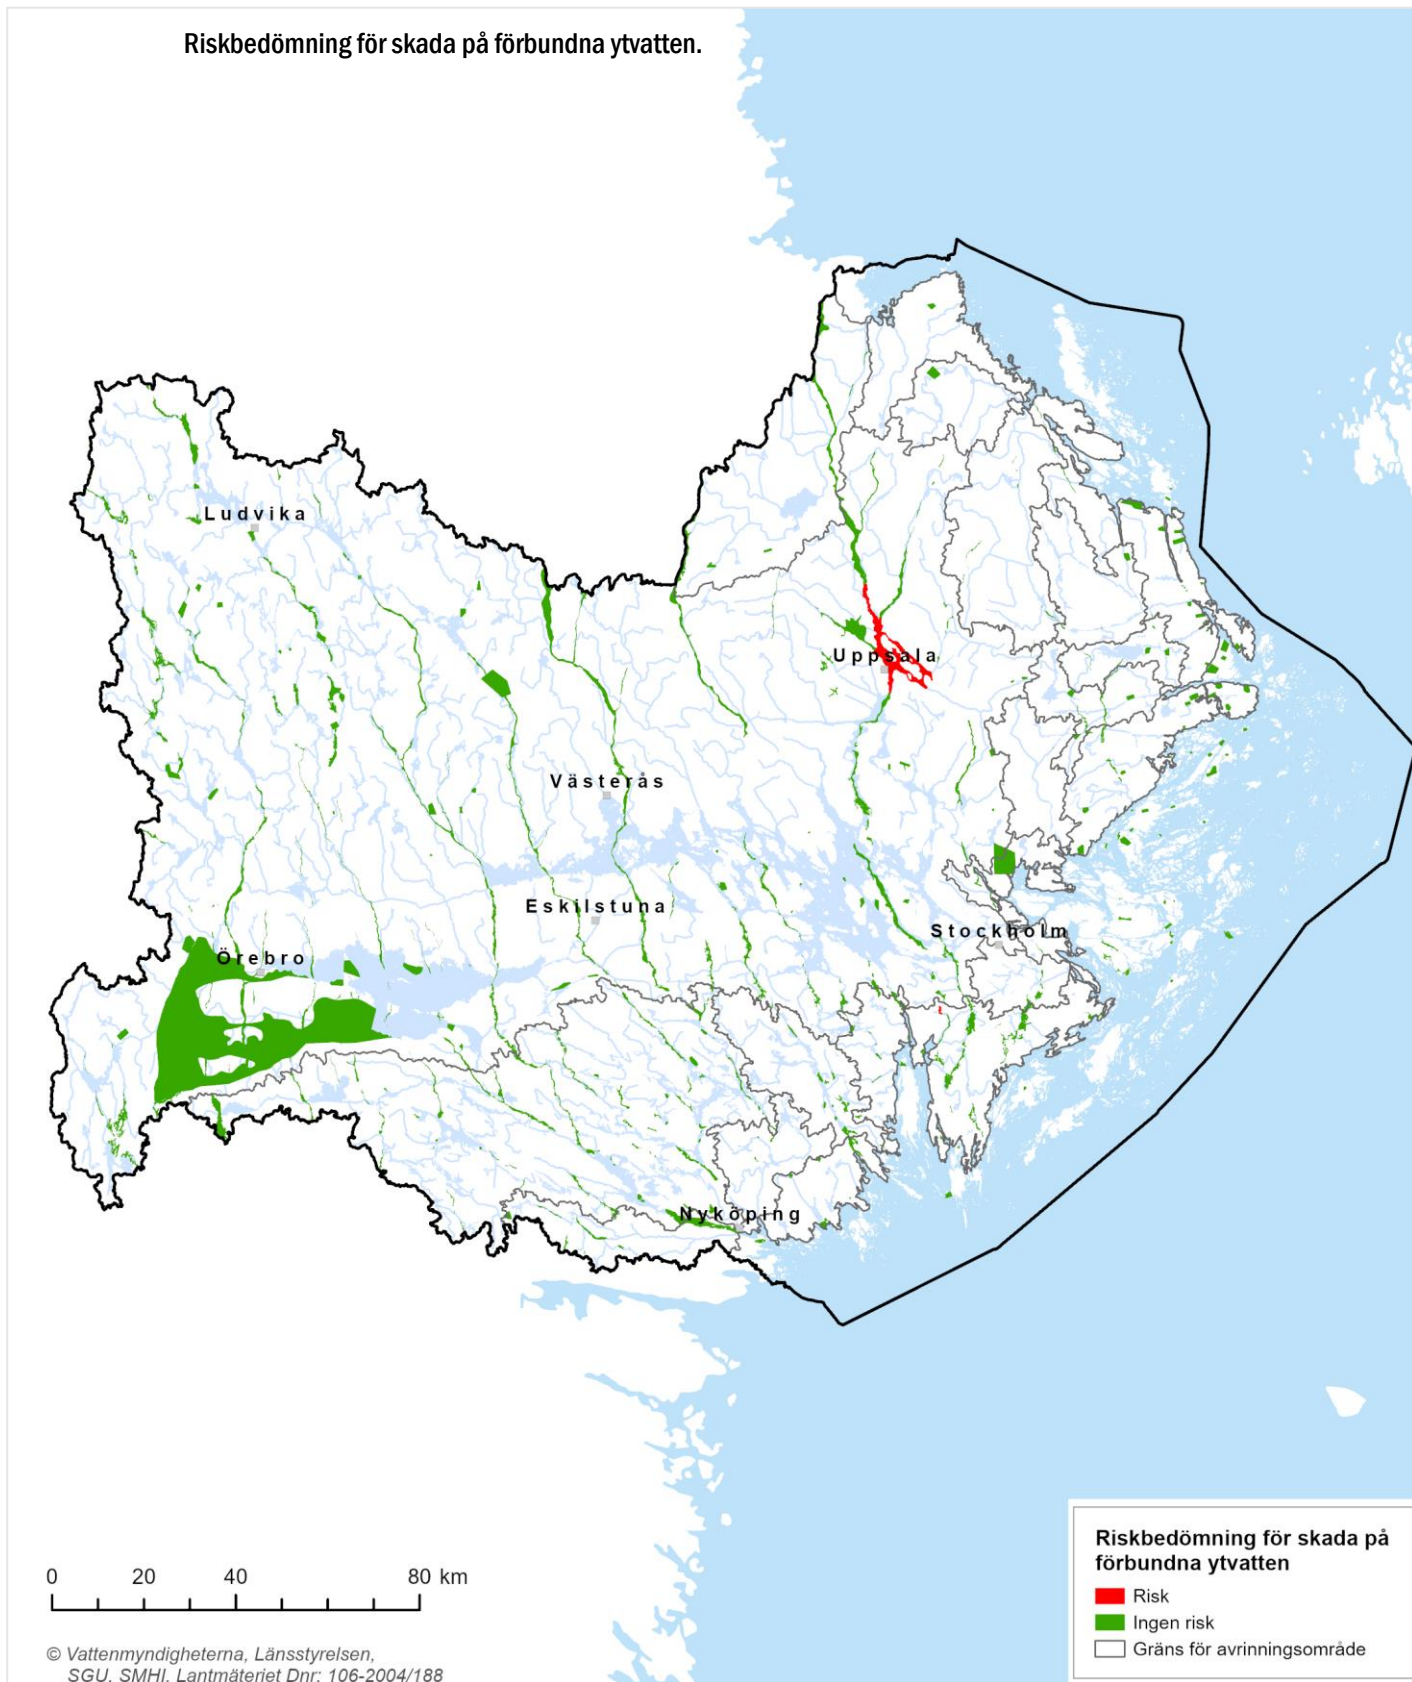 Riskbedömning för skada på förbundna ytvatten.
Ludvika
Uppsala
Västerås
Eskilstuna
Stockholm
Örebro
Nyköping
0 20 40 80 km
© Vattenmyndigheterna, Länsstyrelsen,
SGU, SMHI, Lantmäteriet Dnr: 106-2004/188
Riskbedömning för skada på
förbundna ytvatten
Risk
Ingen risk
Gräns för avrinningsområde